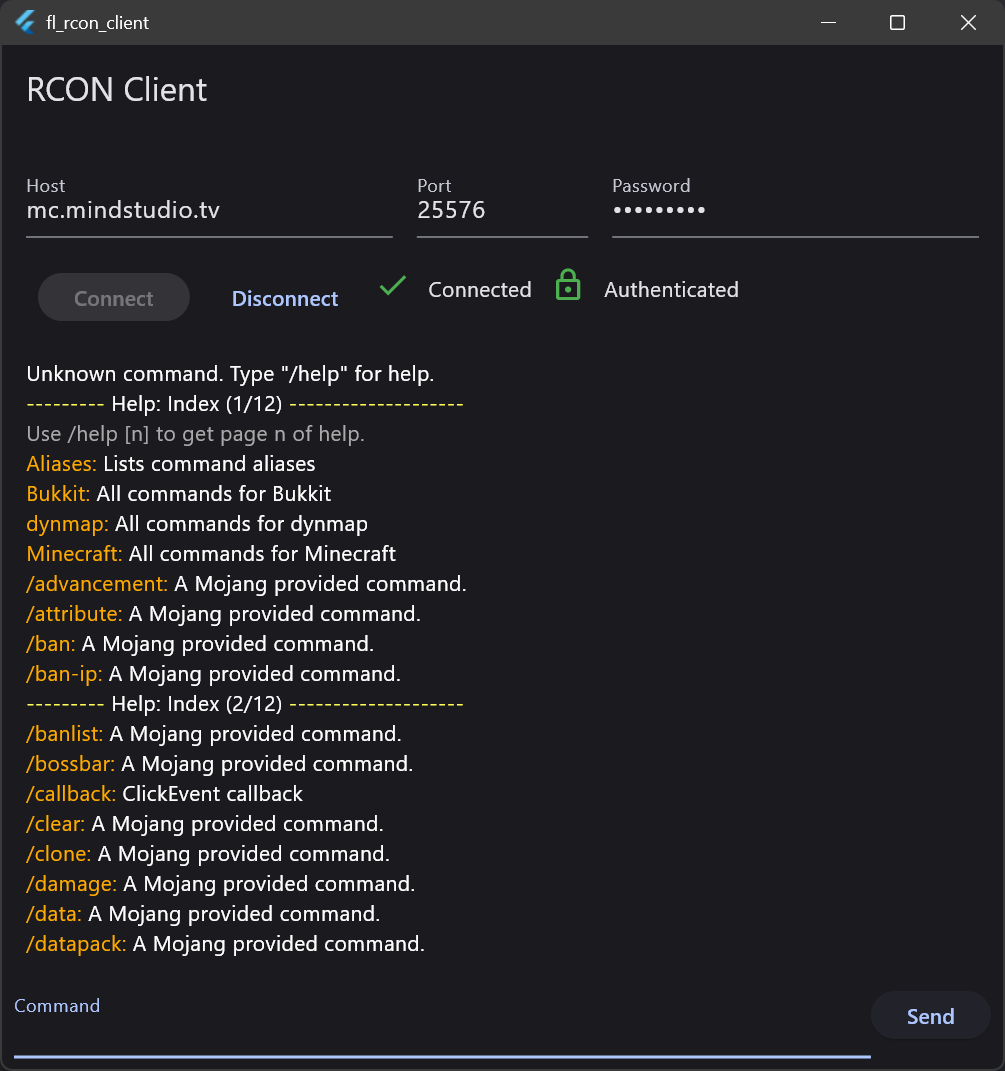 fl_rcon_client
RCON Client
Host Port Password
mc.mindstudio.tv 25576 •••••••••
Connect Disconnect Connected Authenticated
Unknown command. Type "/help" for help.
--------- Help: Index (1/12) --------------------
Use /help [n] to get page n of help.
Aliases: Lists command aliases
Bukkit: All commands for Bukkit
dynmap: All commands for dynmap
Minecraft: All commands for Minecraft
/advancement: A Mojang provided command.
/attribute: A Mojang provided command.
/ban: A Mojang provided command.
/ban-ip: A Mojang provided command.
--------- Help: Index (2/12) --------------------
/banlist: A Mojang provided command.
/bossbar: A Mojang provided command.
/callback: ClickEvent callback
/clear: A Mojang provided command.
/clone: A Mojang provided command.
/damage: A Mojang provided command.
/data: A Mojang provided command.
/datapack: A Mojang provided command.
Command
Send